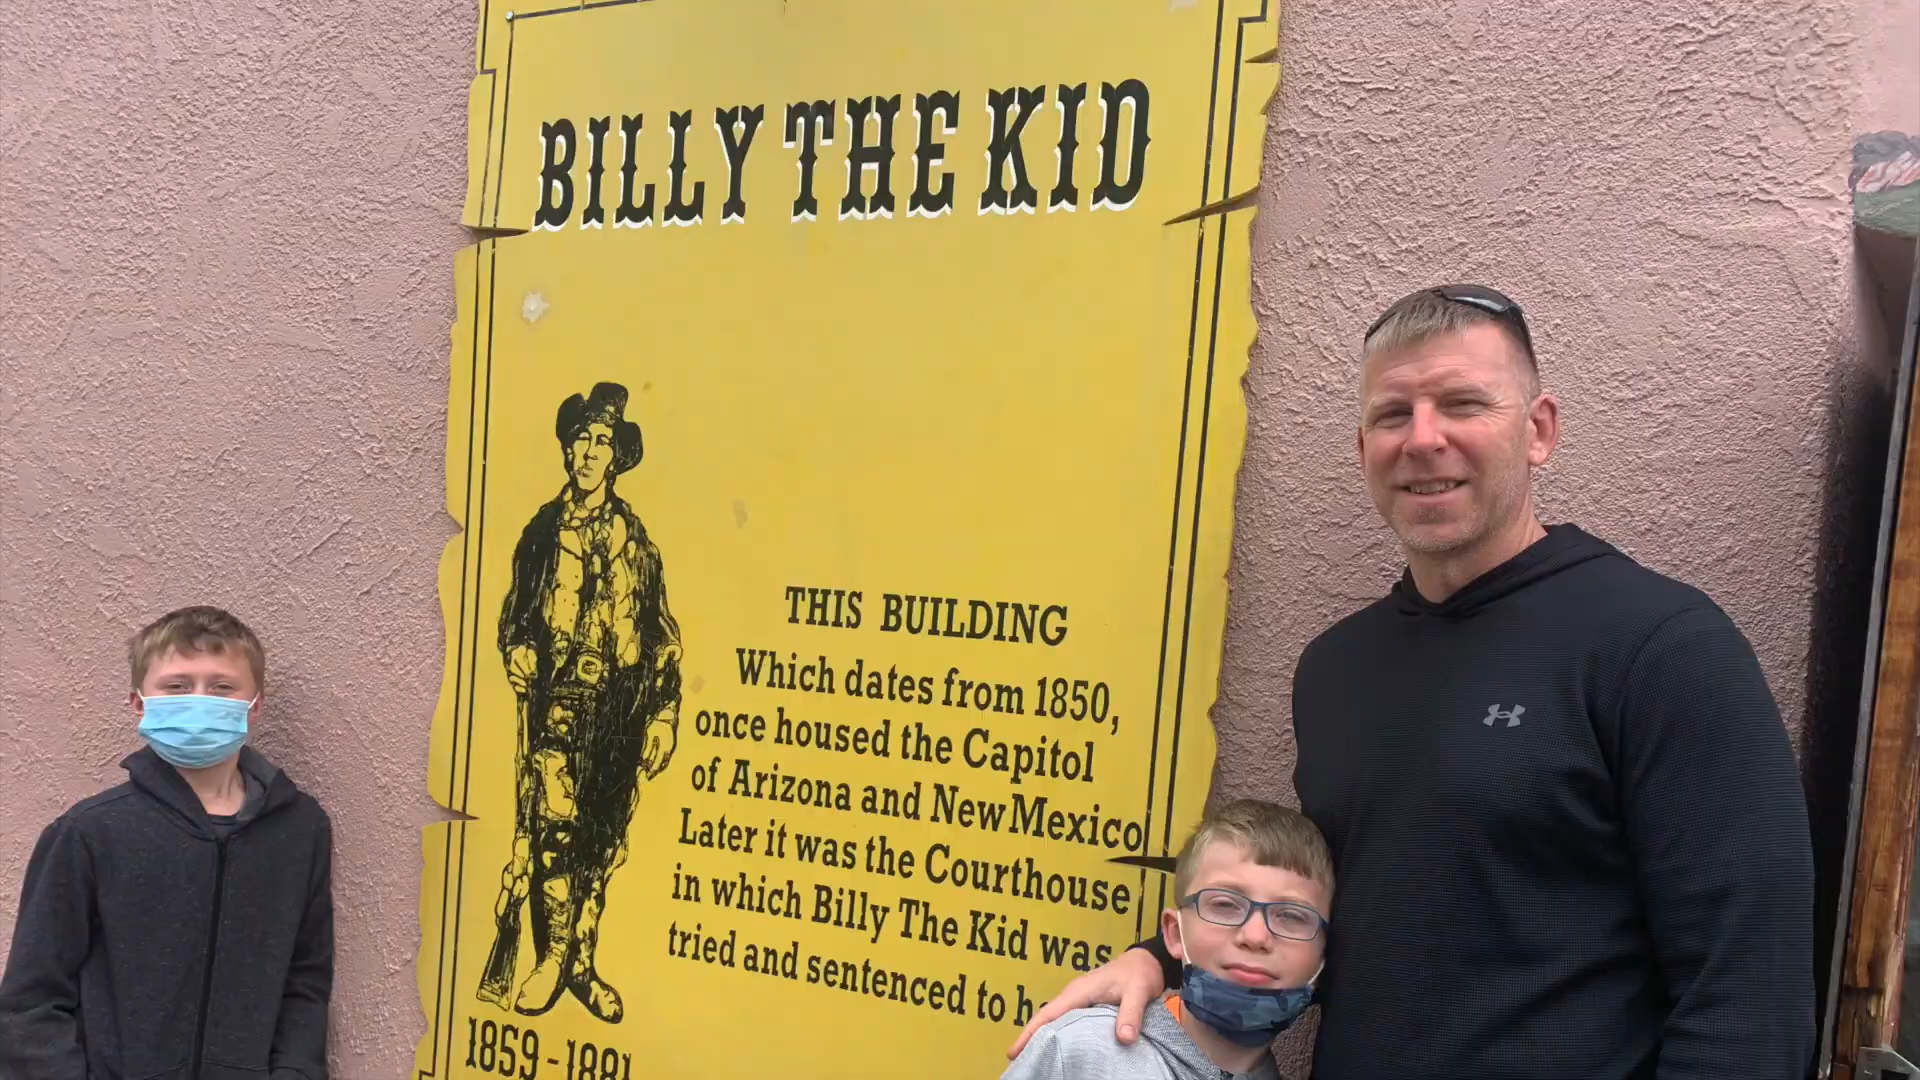 BILLY THE KID
THIS BUILDING
Which dates from 1850,
once housed the Capitol
of Arizona and New Mexico
Later it was the Courthouse
in which Billy The Kid was
tried and sentenced to
1859-1881